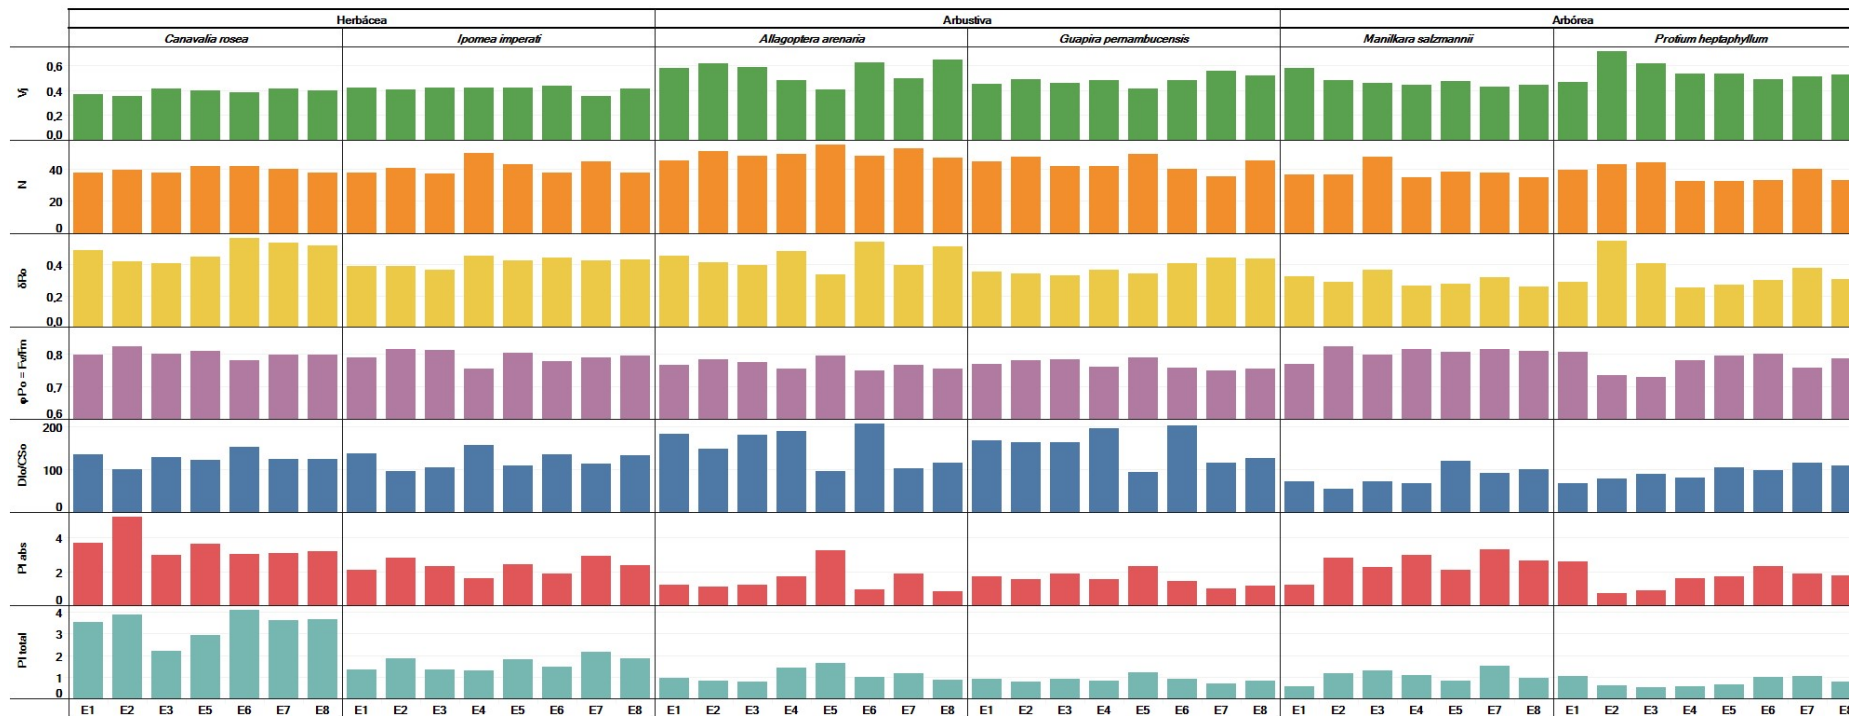 Herbácea Arbustiva Arbórea
Canavalia rosea Ipomea imperati Allagoptera arenaria Guapira pernambucensis Manilkara salzmannii Protium heptaphyllum
Vj
0,6
0,4
0,2
0,0
N
40
20
0
δRo
0,4
0,2
0,0
φPo = Fv/Fm
0,8
0,7
0,6
DIo/CSo
200
100
0
PI abs
4
2
0
PI total
4
3
2
1
0
E1 E2 E3 E5 E6 E7 E8 E1 E2 E3 E4 E5 E6 E7 E8 E1 E2 E3 E4 E5 E6 E7 E8 E1 E2 E3 E4 E5 E6 E7 E8 E1 E2 E3 E4 E5 E7 E8 E1 E2 E3 E4 E5 E6 E7 E8